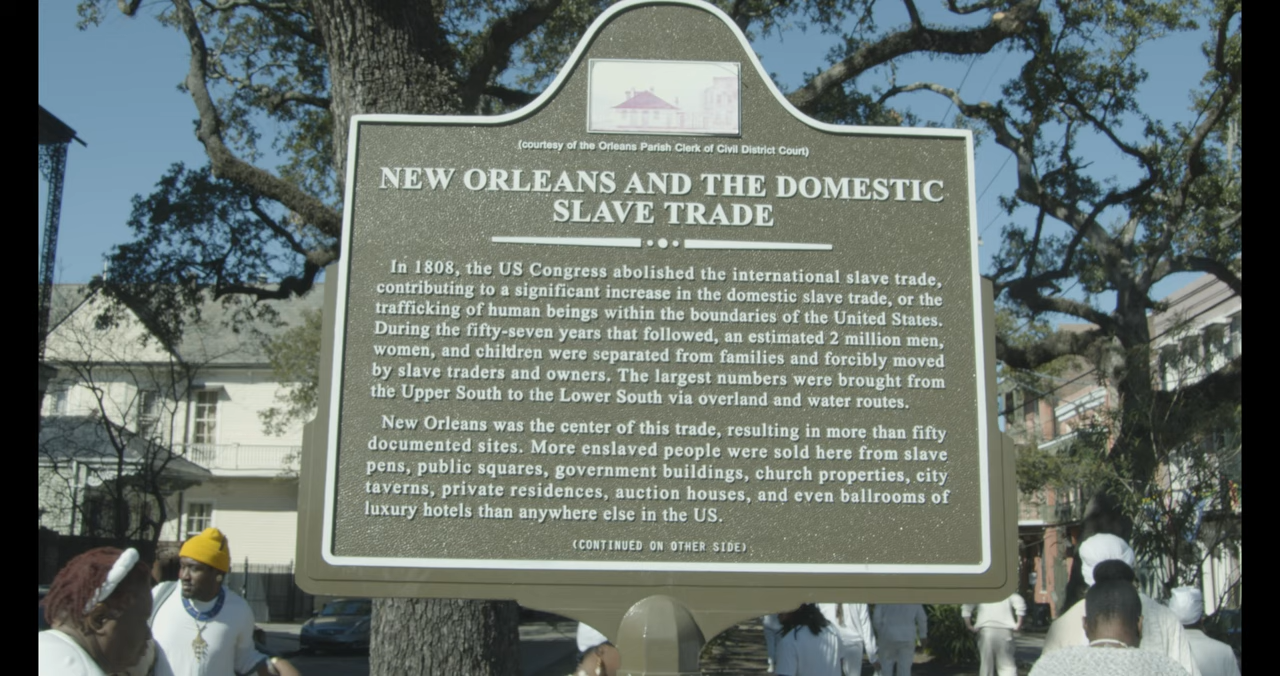 (courtesy of the Orleans Parish Clerk of Civil District Court)
NEW ORLEANS AND THE DOMESTIC
SLAVE TRADE
In 1808, the US Congress abolished the international slave trade,
contributing to a significant increase in the domestic slave trade, or the
trafficking of human beings within the boundaries of the United States.
During the fifty-seven years that followed, an estimated 2 million men,
women, and children were separated from families and forcibly moved
by slave traders and owners. The largest numbers were brought from
the Upper South to the Lower South via overland and water routes.
New Orleans was the center of this trade, resulting in more than fifty
documented sites. More enslaved people were sold here from slave
pens, public squares, government buildings, church properties, city
taverns, private residences, auction houses, and even ballrooms of
luxury hotels than anywhere else in the US.
(CONTINUED ON OTHER SIDE)